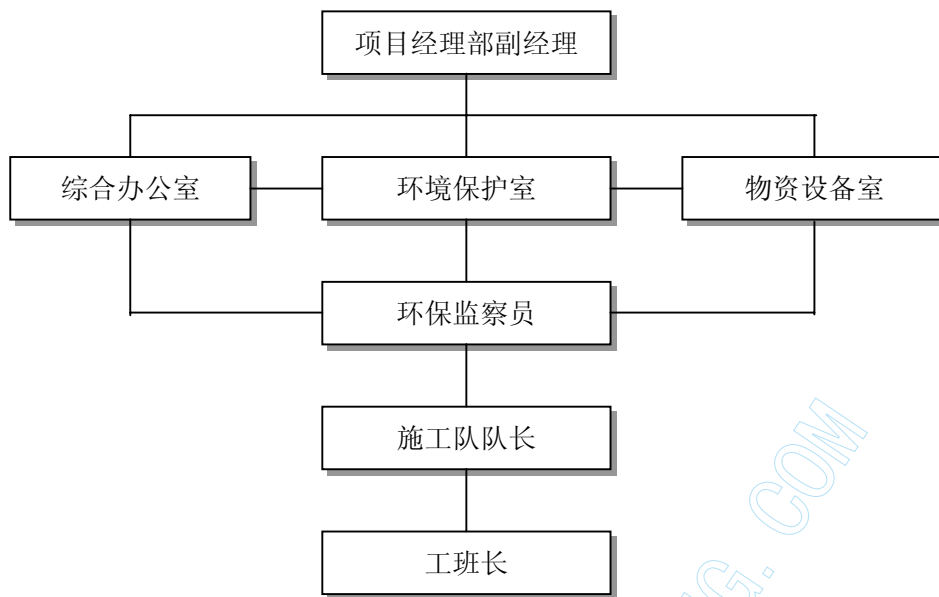 项目经理部副经理
综合办公室
环境保护室
物资设备室
环保监察员
施工队队长
工班长
G. COM